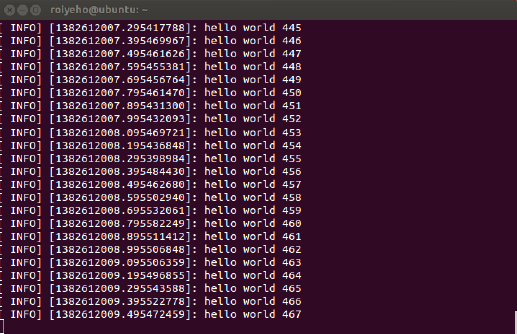 roiyeho@ubuntu: ~
[ INFO] [1382612007.295417788]: hello world 445
[ INFO] [1382612007.395469967]: hello world 446
[ INFO] [1382612007.495461626]: hello world 447
[ INFO] [1382612007.595455381]: hello world 448
[ INFO] [1382612007.695456764]: hello world 449
[ INFO] [1382612007.795461470]: hello world 450
[ INFO] [1382612007.895431300]: hello world 451
[ INFO] [1382612007.995432093]: hello world 452
[ INFO] [1382612008.095469721]: hello world 453
[ INFO] [1382612008.195436848]: hello world 454
[ INFO] [1382612008.295398984]: hello world 455
[ INFO] [1382612008.395484430]: hello world 456
[ INFO] [1382612008.495462680]: hello world 457
[ INFO] [1382612008.595502940]: hello world 458
[ INFO] [1382612008.695532061]: hello world 459
[ INFO] [1382612008.795582249]: hello world 460
[ INFO] [1382612008.895511412]: hello world 461
[ INFO] [1382612008.995506848]: hello world 462
[ INFO] [1382612009.095506359]: hello world 463
[ INFO] [1382612009.195496855]: hello world 464
[ INFO] [1382612009.295543588]: hello world 465
[ INFO] [1382612009.395522778]: hello world 466
[ INFO] [1382612009.495472459]: hello world 467